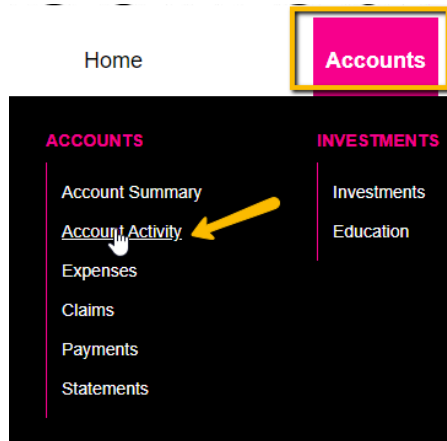 Home
Accounts
ACCOUNTS
Account Summary
Account Activity
Expenses
Claims
Payments
Statements
INVESTMENTS
Investments
Education